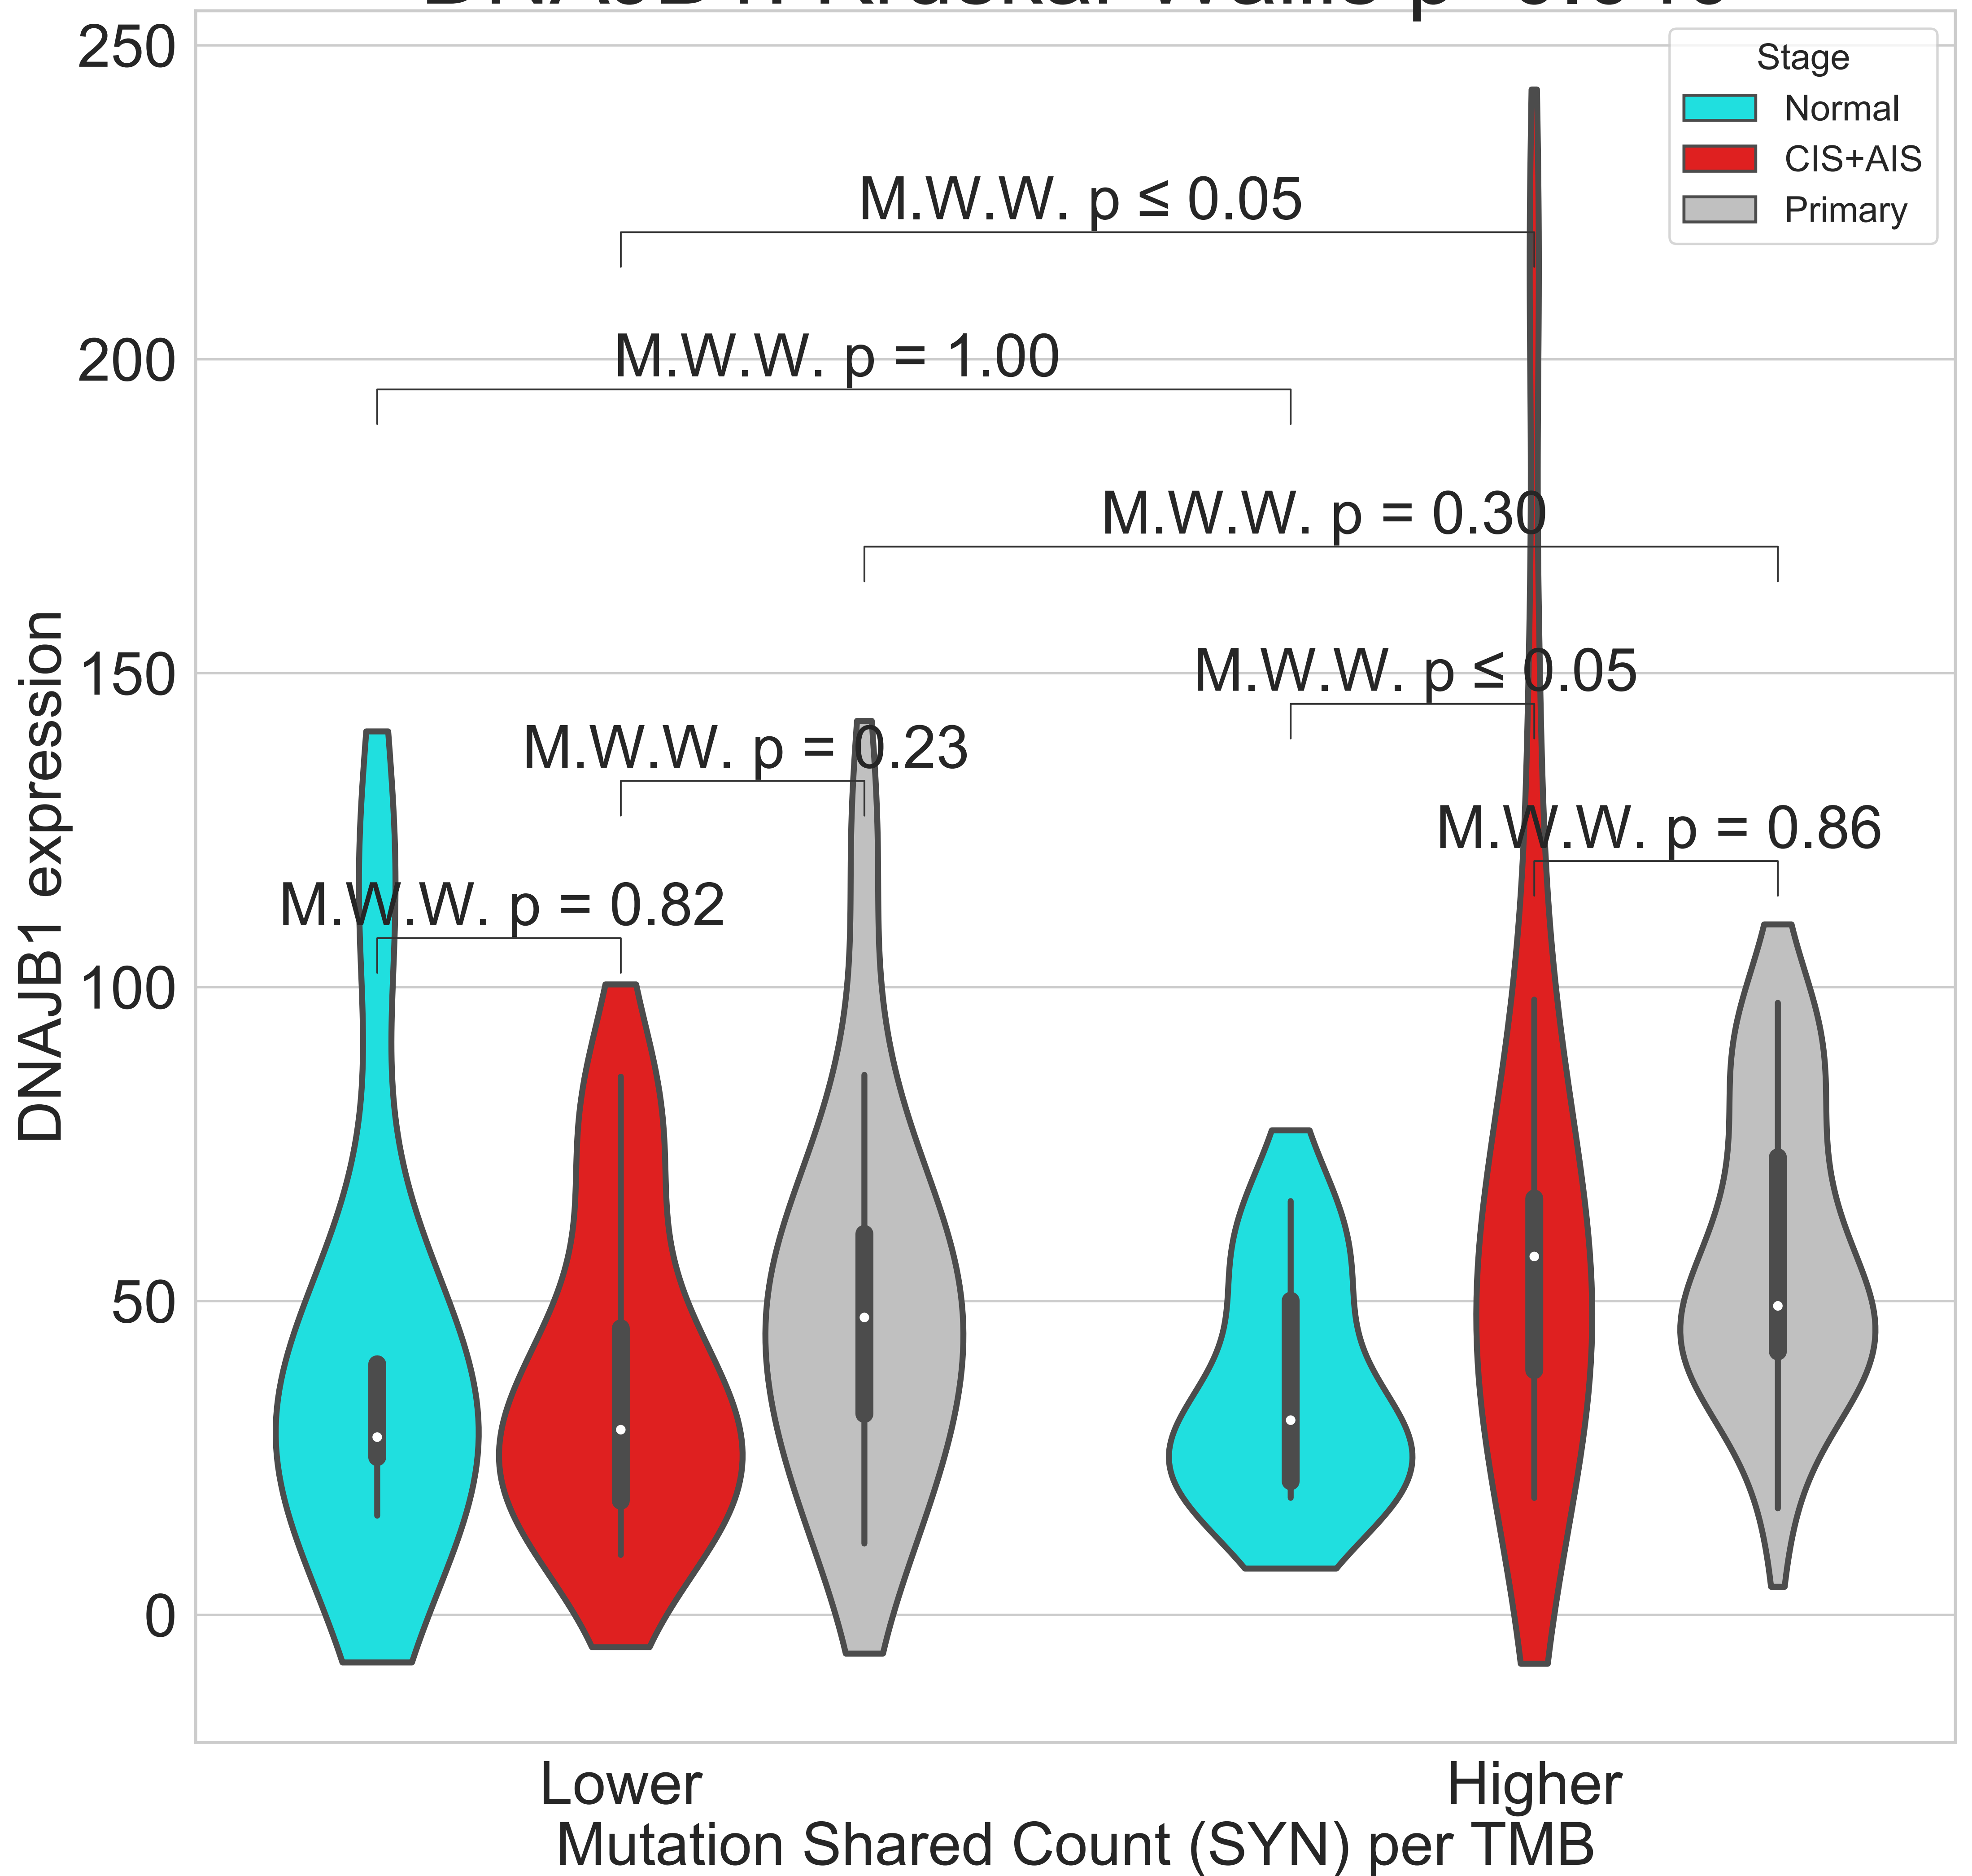 250
Stage
Normal
CIS+AIS
Primary
M.W.W. p ≤ 0.05
200
M.W.W. p = 1.00
M.W.W. p = 0.30
150
M.W.W. p ≤ 0.05
M.W.W. p = 0.23
M.W.W. p = 0.86
M.W.W. p = 0.82
100
50
0
DNAJB1 expression
Lower
Higher
Mutation Shared Count (SYN) per TMB